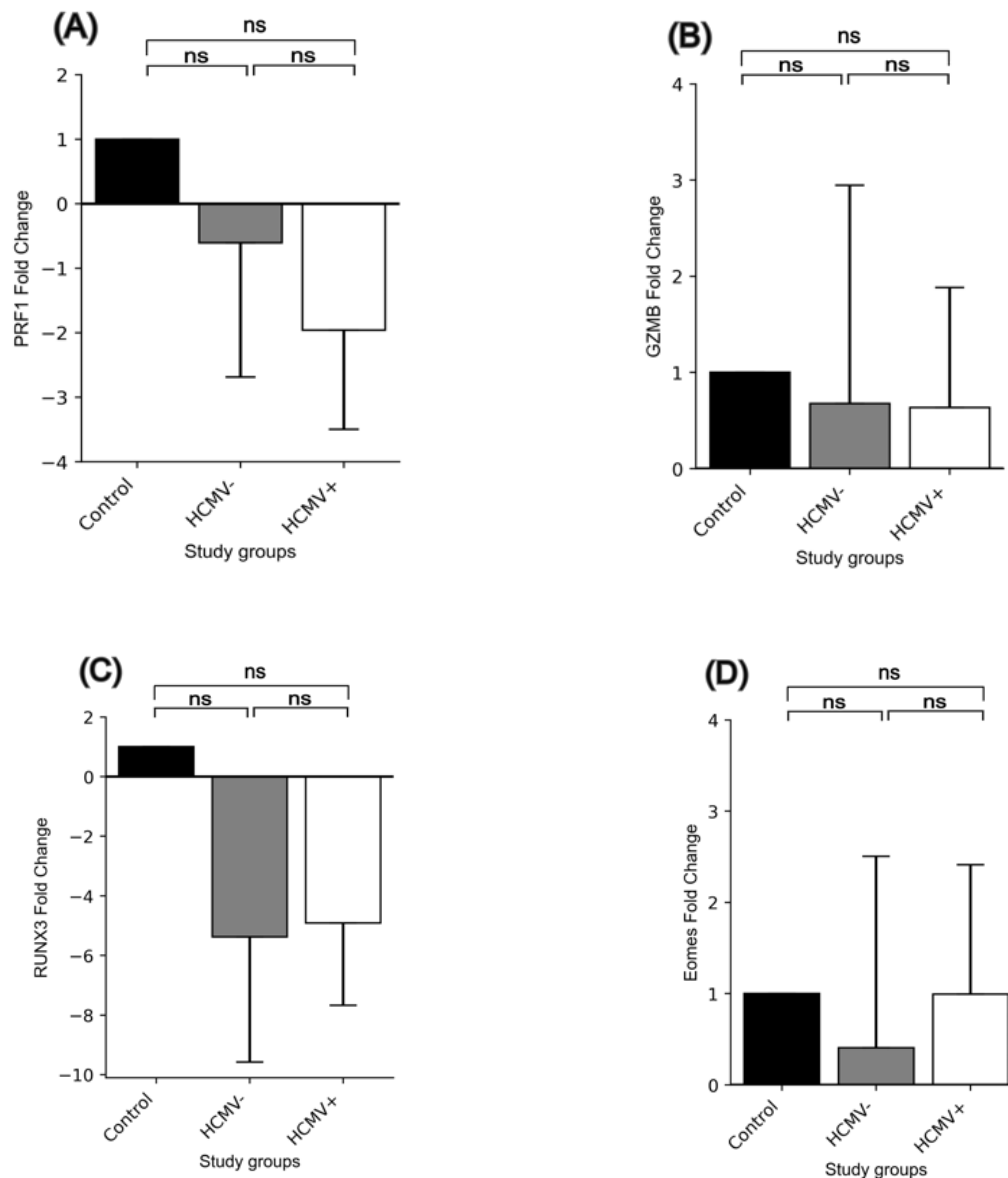 (A)
ns
ns ns
2
1
0
−1
−2
−3
−4
PRF1 Fold Change
Control
HCMV-
HCMV+
Study groups
(B)
ns
ns ns
4
3
2
1
0
GZMB Fold Change
Control
HCMV-
HCMV+
Study groups
(C)
ns
ns ns
2
0
−2
−4
−6
−8
−10
RUNX3 Fold Change
Control
HCMV-
HCMV+
Study groups
(D)
ns
ns ns
4
3
2
1
0
Eomes Fold Change
Control
HCMV-
HCMV+
Study groups